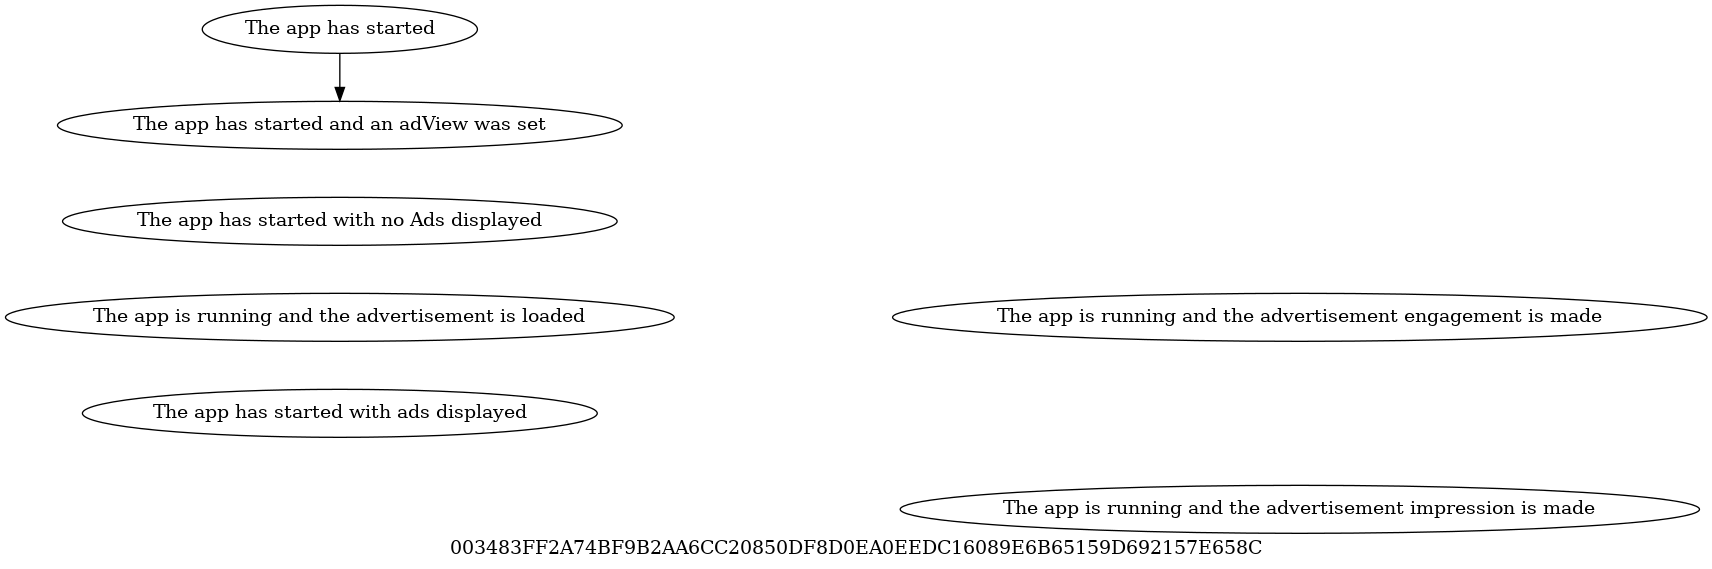 The app has started
The app has started and an adView was set
The app has started with no Ads displayed
The app is running and the advertisement is loaded
The app is running and the advertisement engagement is made
The app has started with ads displayed
The app is running and the advertisement impression is made
003483FF2A74BF9B2AA6CC20850DF8D0EA0EEDC16089E6B65159D692157E658C